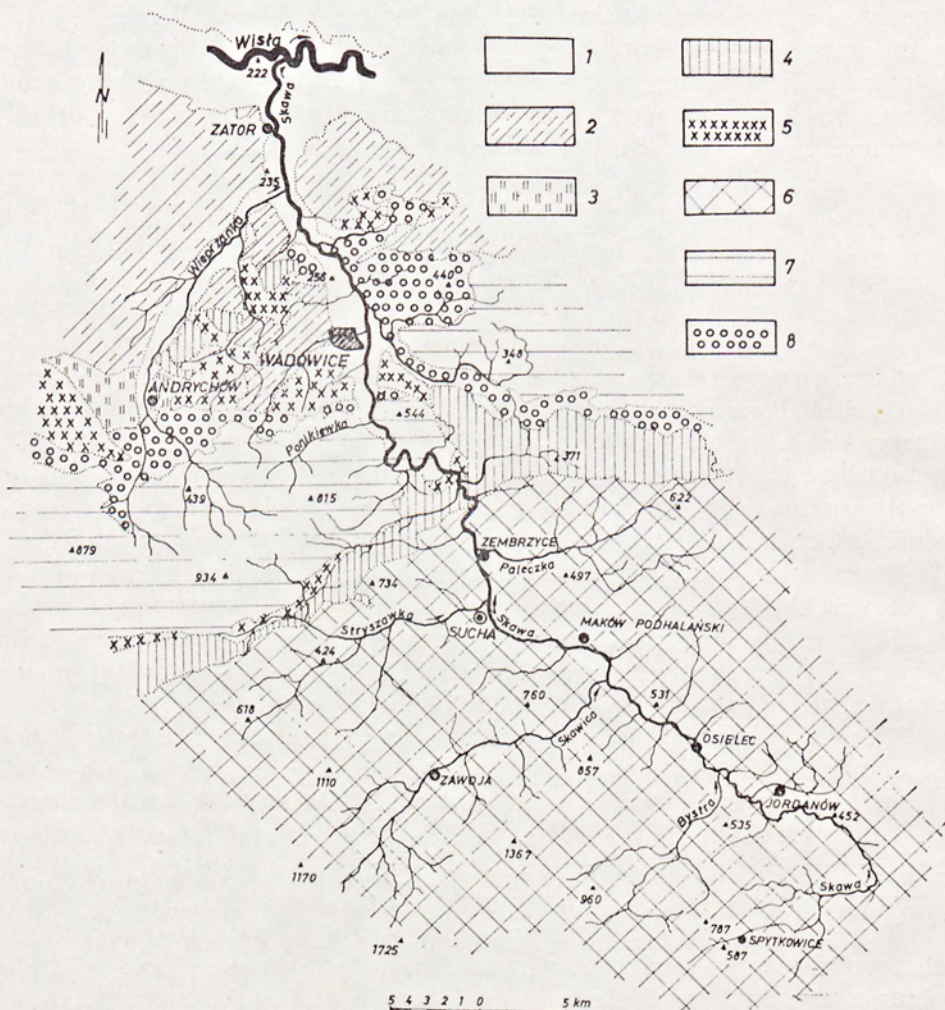 Wisła
222
Skawa
N
ZATOR
1
2
3
4
5
6
7
8
235
Wieprzówka
256
440
WADOWICE
348
ANDRYCHÓW
544
Ponikiewka
371
439
815
622
879
ZEMBRZYCE
Paleczka
934
734
497
Stryszawka
SUCHA
Skawa
MAKÓW PODHALAŃSKI
424
618
760
531
Skawica
OSIELEC
1110
ZAWOJA
857
JORDANÓW
452
Bystra
535
1367
1170
960
Skawa
787
SPYTKOWICE
587
1725
5 4 3 2 1 0 5 km